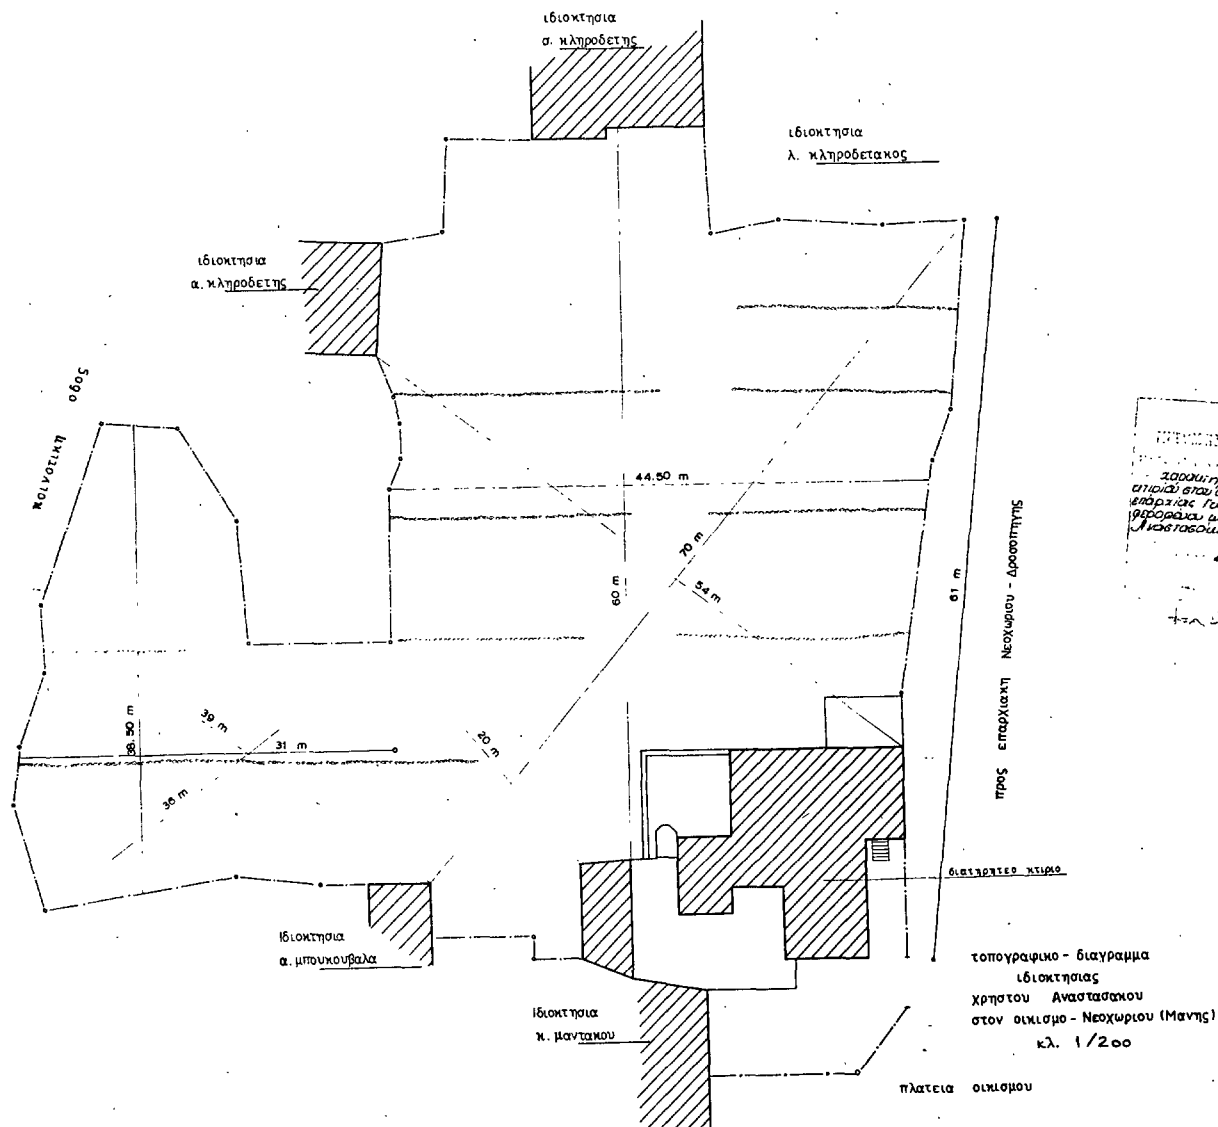 ιδιοκτησια
σ. κληροδετης
ιδιοκτησια
λ. κληροδετακος
ιδιοκτησια
α. κληροδετης
κοινοτικη οδος
44.50 m
70 m
54 m
60 m
61 m
προς επαρχιακη Νεοχωριου - Δροσοπηγης
38.50 m
39 m
31 m
20 m
36 m
διατηρητεο κτιριο
ιδιοκτησια
α. μπουκουβαλα
ιδιοκτησια
κ. μαντακου
τοπογραφικο - διαγραμμα
ιδιοκτησιας
χρηστου Αναστασακου
στον οικισμο - Νεοχωριου (Μανης)
κλ. 1/200
πλατεια οικισμου